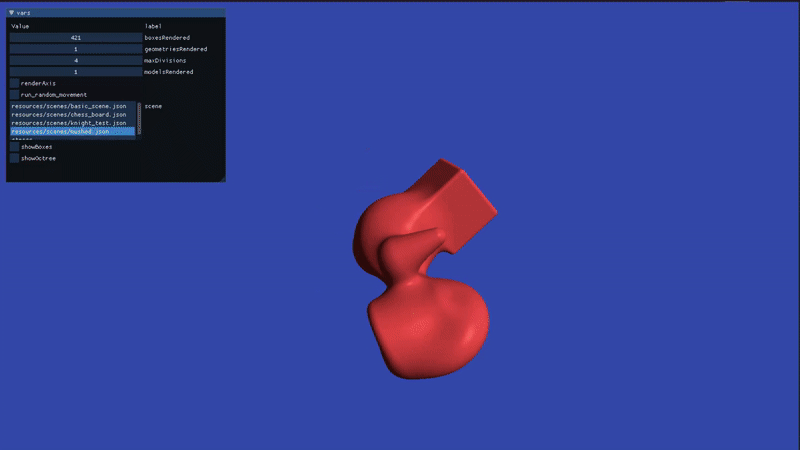 vars
Value label
421 boxesRendered
1 geometriesRendered
4 maxDivisions
1 modelsRendered
renderAxis
run_random_movement
resources/scenes/basic_scene.json scene
resources/scenes/chess_board.json
resources/scenes/knight_test.json
resources/scenes/mushed.json
showBoxes
showOctree